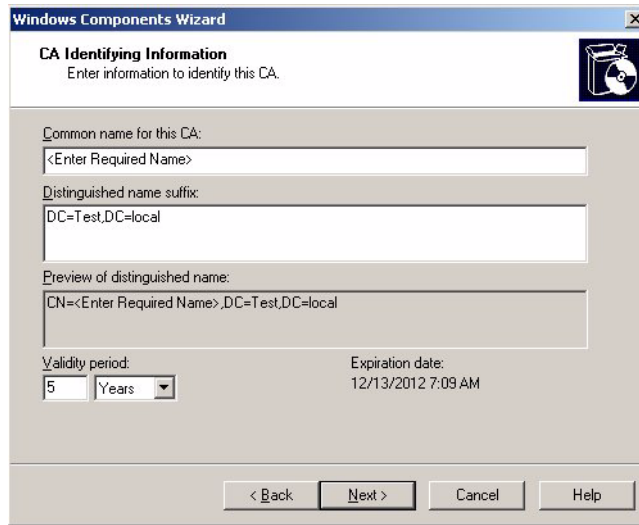 Windows Components Wizard
CA Identifying Information
Enter information to identify this CA.
Common name for this CA:
<Enter Required Name>
Distinguished name suffix:
DC=Test,DC=local
Preview of distinguished name:
CN=<Enter Required Name>,DC=Test,DC=local
Validity period:
Expiration date:
5 Years
12/13/2012 7:09 AM
< Back Next > Cancel Help